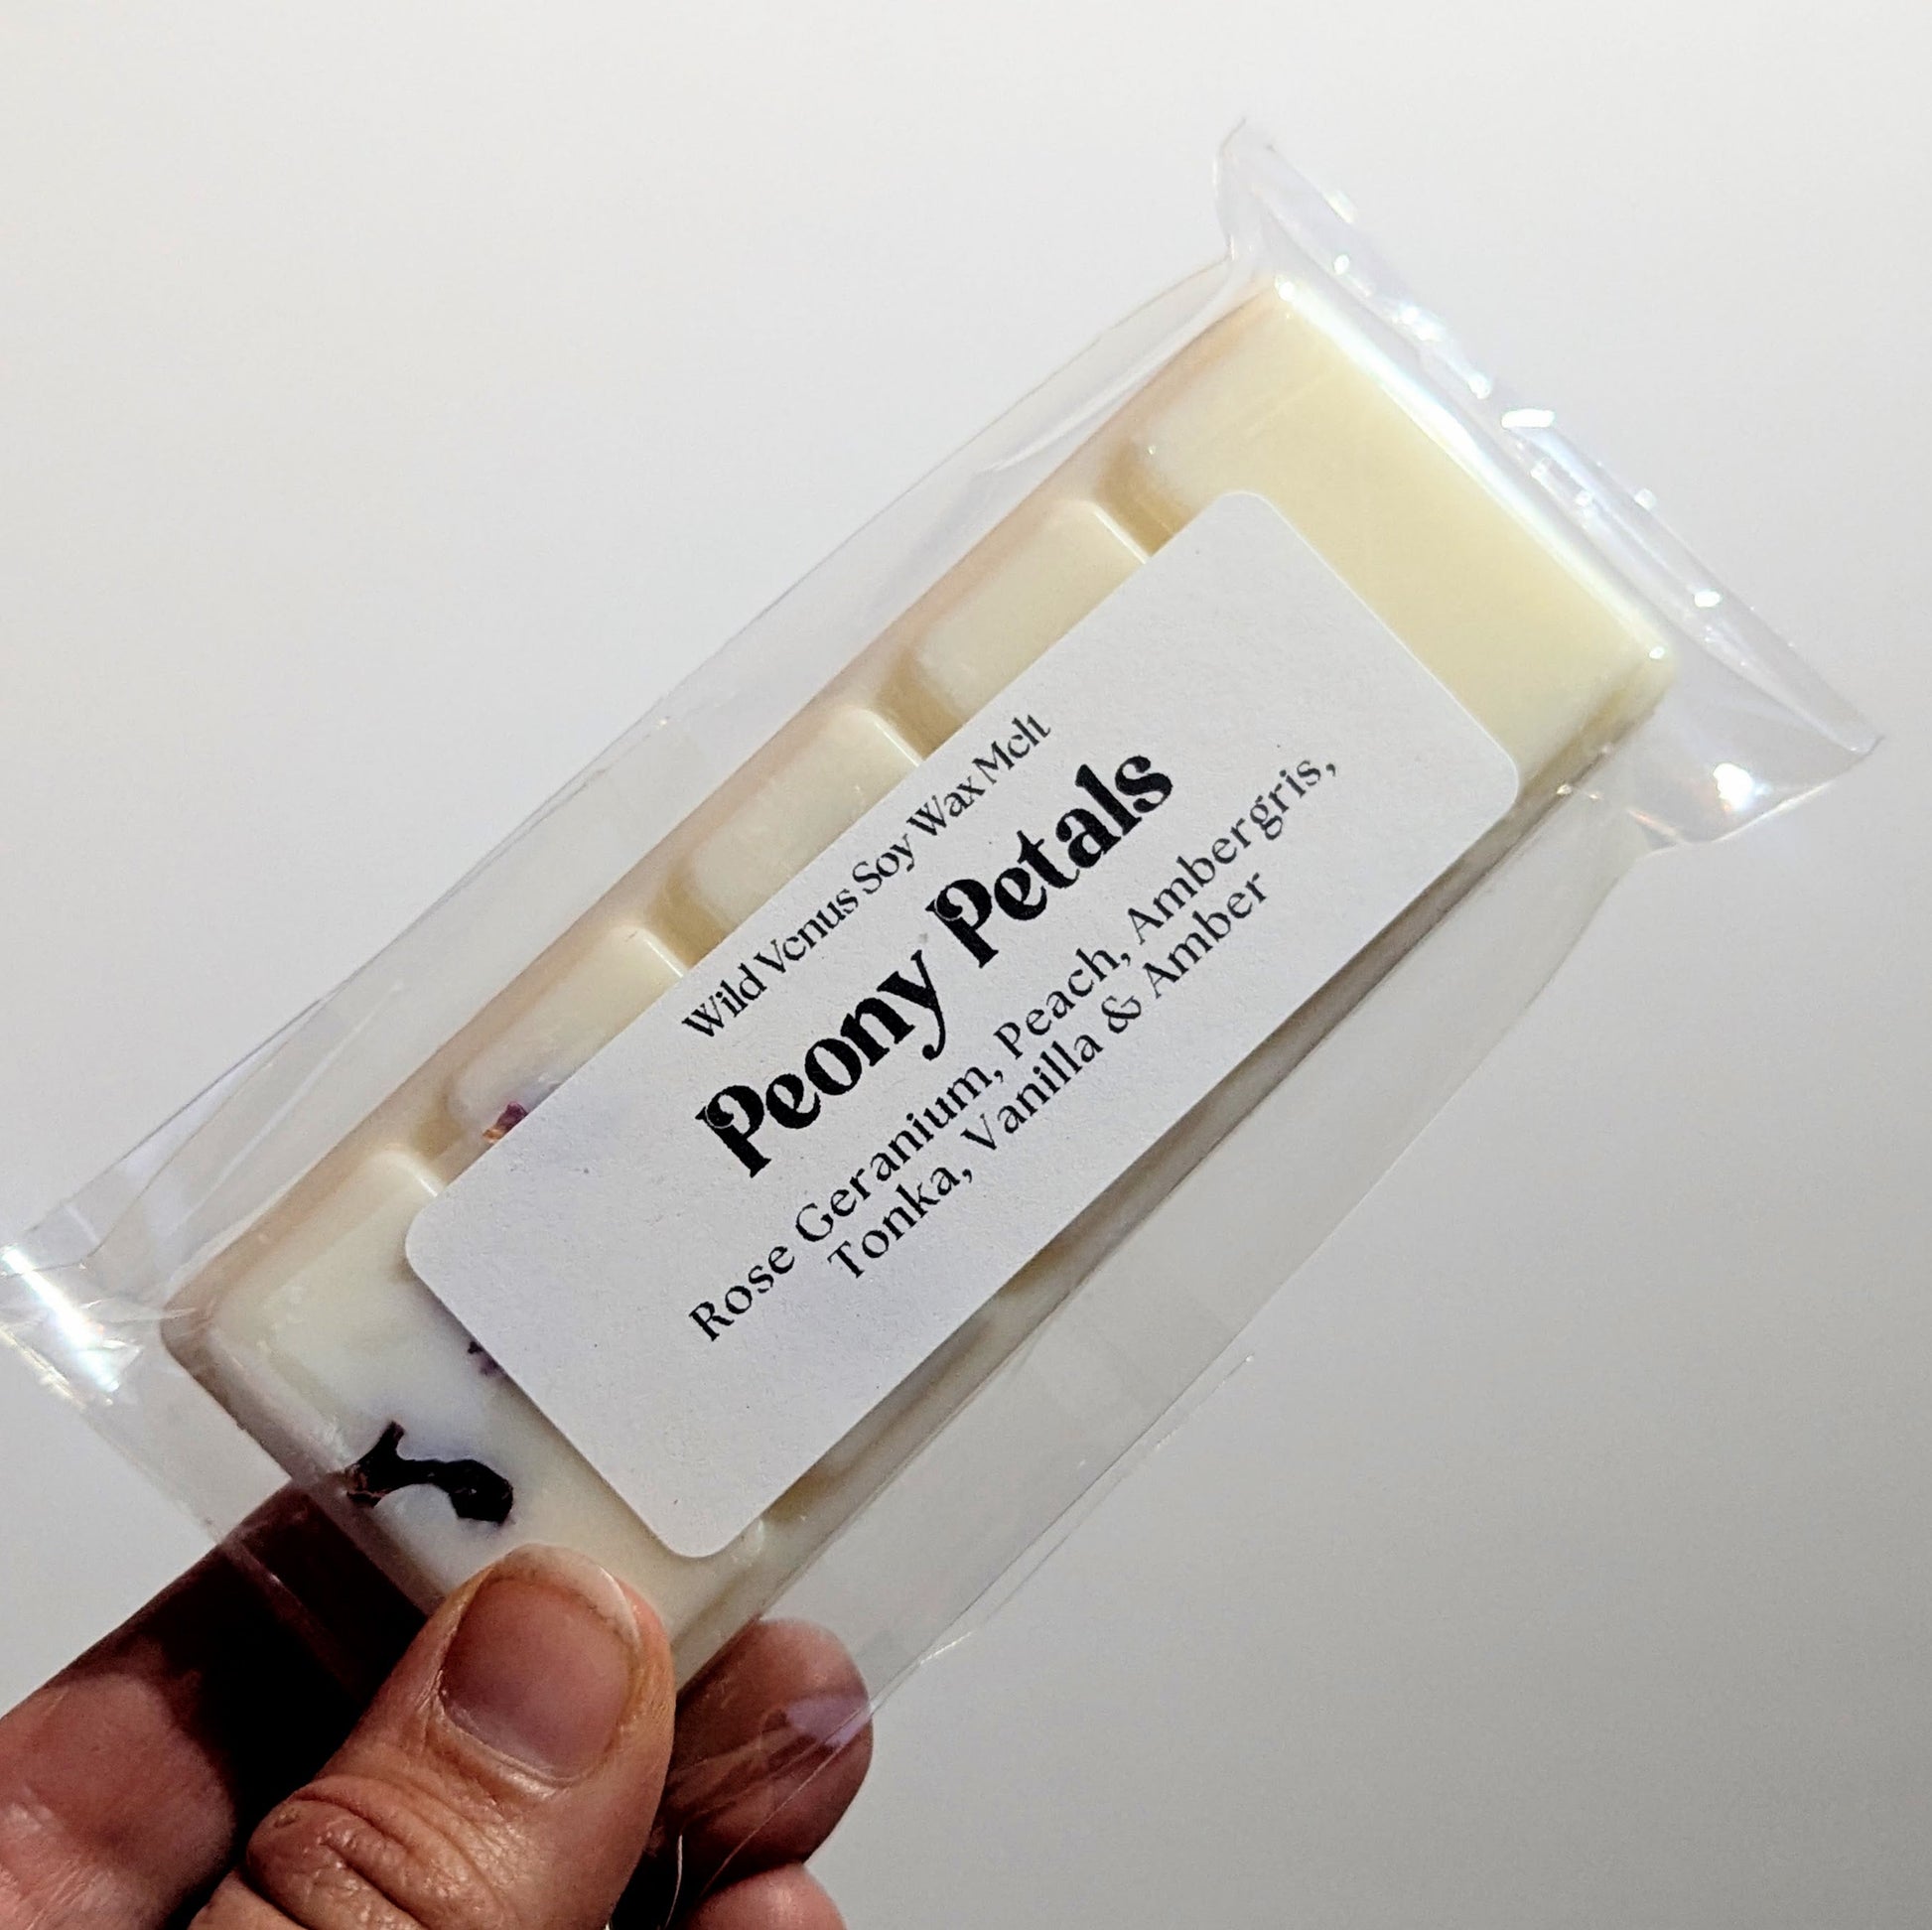 Wild Venus Soy Wax Melt
Peony Petals
Rose Geranium, Peach, Ambergris,
Tonka, Vanilla & Amber